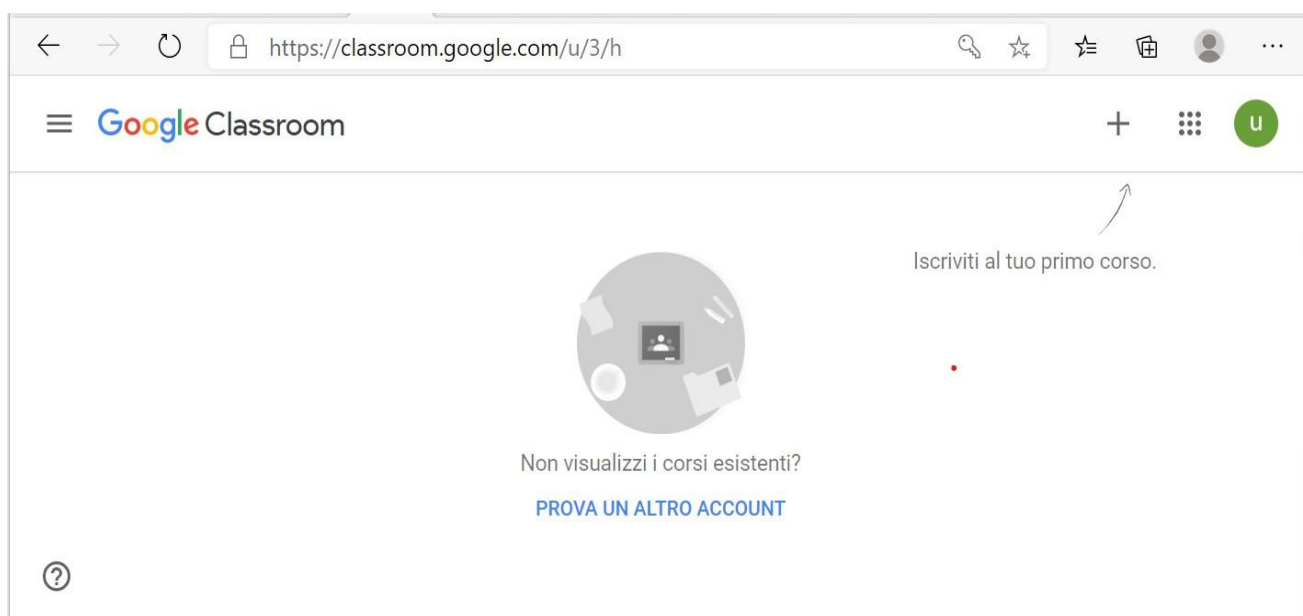 https://classroom.google.com/u/3/h
Google Classroom
u
Iscriviti al tuo primo corso.
Non visualizzi i corsi esistenti?
PROVA UN ALTRO ACCOUNT